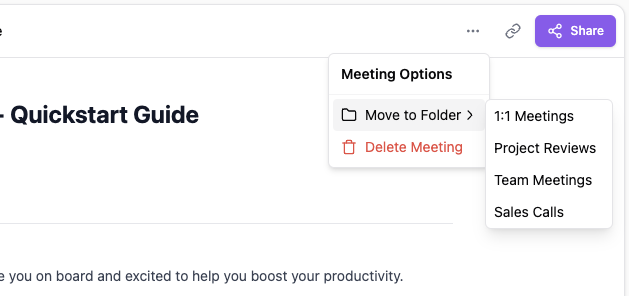 Share
Meeting Options
- Quickstart Guide
Move to Folder
1:1 Meetings
Delete Meeting
Project Reviews
Team Meetings
Sales Calls
you on board and excited to help you boost your productivity.